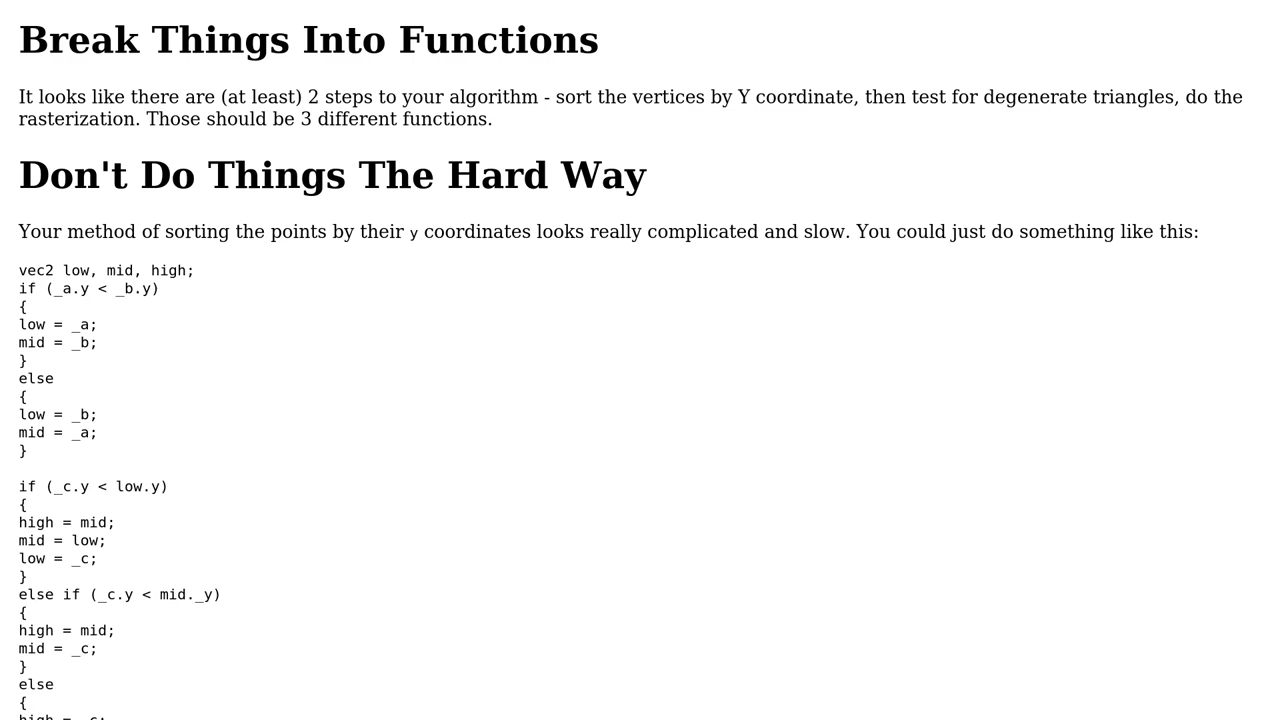 Break Things Into Functions
It looks like there are (at least) 2 steps to your algorithm - sort the vertices by Y coordinate, then test for degenerate triangles, do the
rasterization. Those should be 3 different functions.
Don't Do Things The Hard Way
Your method of sorting the points by their y coordinates looks really complicated and slow. You could just do something like this:
vec2 low, mid, high;
if (_a.y < _b.y)
{
low = _a;
mid = _b;
}
else
{
low = _b;
mid = _a;
}

if (_c.y < low.y)
{
high = mid;
mid = low;
low = _c;
}
else if (_c.y < mid._y)
{
high = mid;
mid = _c;
}
else
{
high = _c;